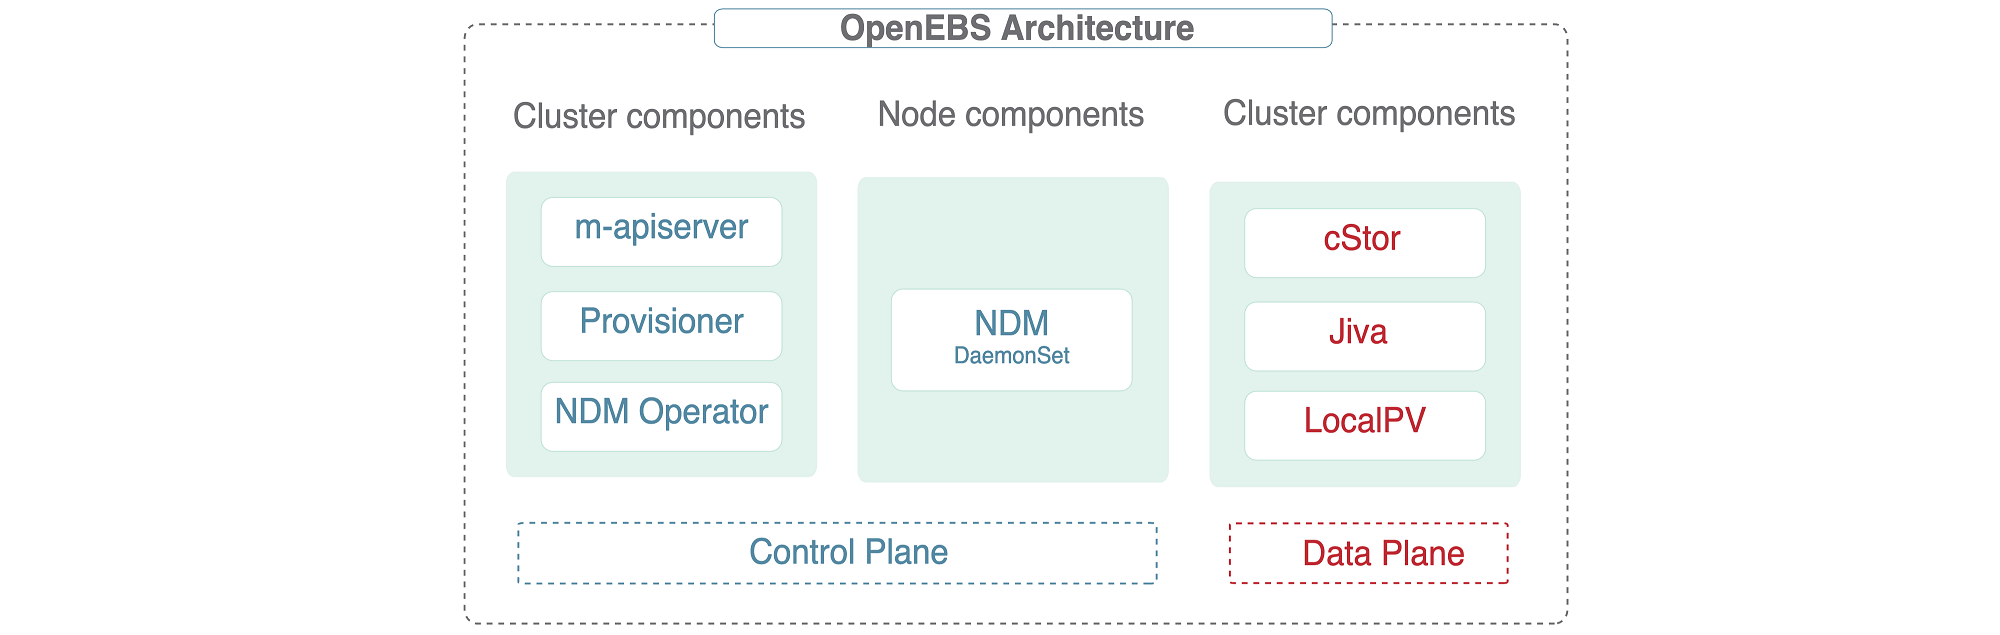 OpenEBS Architecture
Cluster components
m-apiserver
Provisioner
NDM Operator
Node components
NDM
DaemonSet
Cluster components
cStor
Jiva
LocalPV
Control Plane
Data Plane